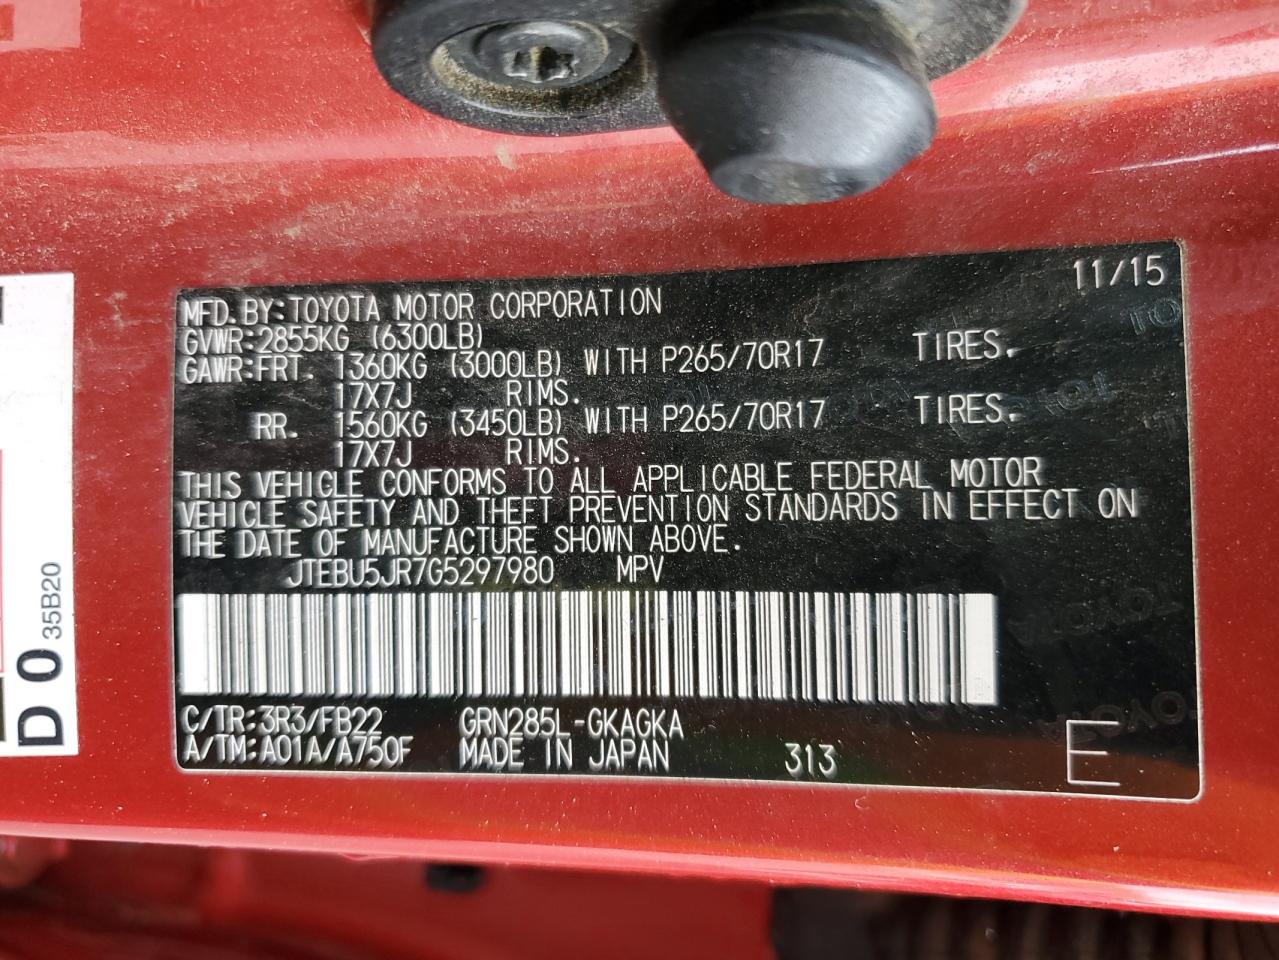 11/15
MFD.BY:TOYOTA MOTOR CORPORATION
GVWR:2855KG (6300LB)
GAWR:FRT. 1360KG (3000LB) WITH P265/70R17 TIRES.
17X7J RIMS.
RR. 1560KG (3450LB) WITH P265/70R17 TIRES.
17X7J RIMS.
THIS VEHICLE CONFORMS TO ALL APPLICABLE FEDERAL MOTOR
VEHICLE SAFETY AND THEFT PREVENTION STANDARDS IN EFFECT ON
THE DATE OF MANUFACTURE SHOWN ABOVE.
JTEBU5JR7G5297980 MPV
C/TR:3R3/FB22 GRN285L-GKAGKA
A/TM:A01A/A750F MADE IN JAPAN 313 E
D 0 35B20
TOYOTA
TOYOTA